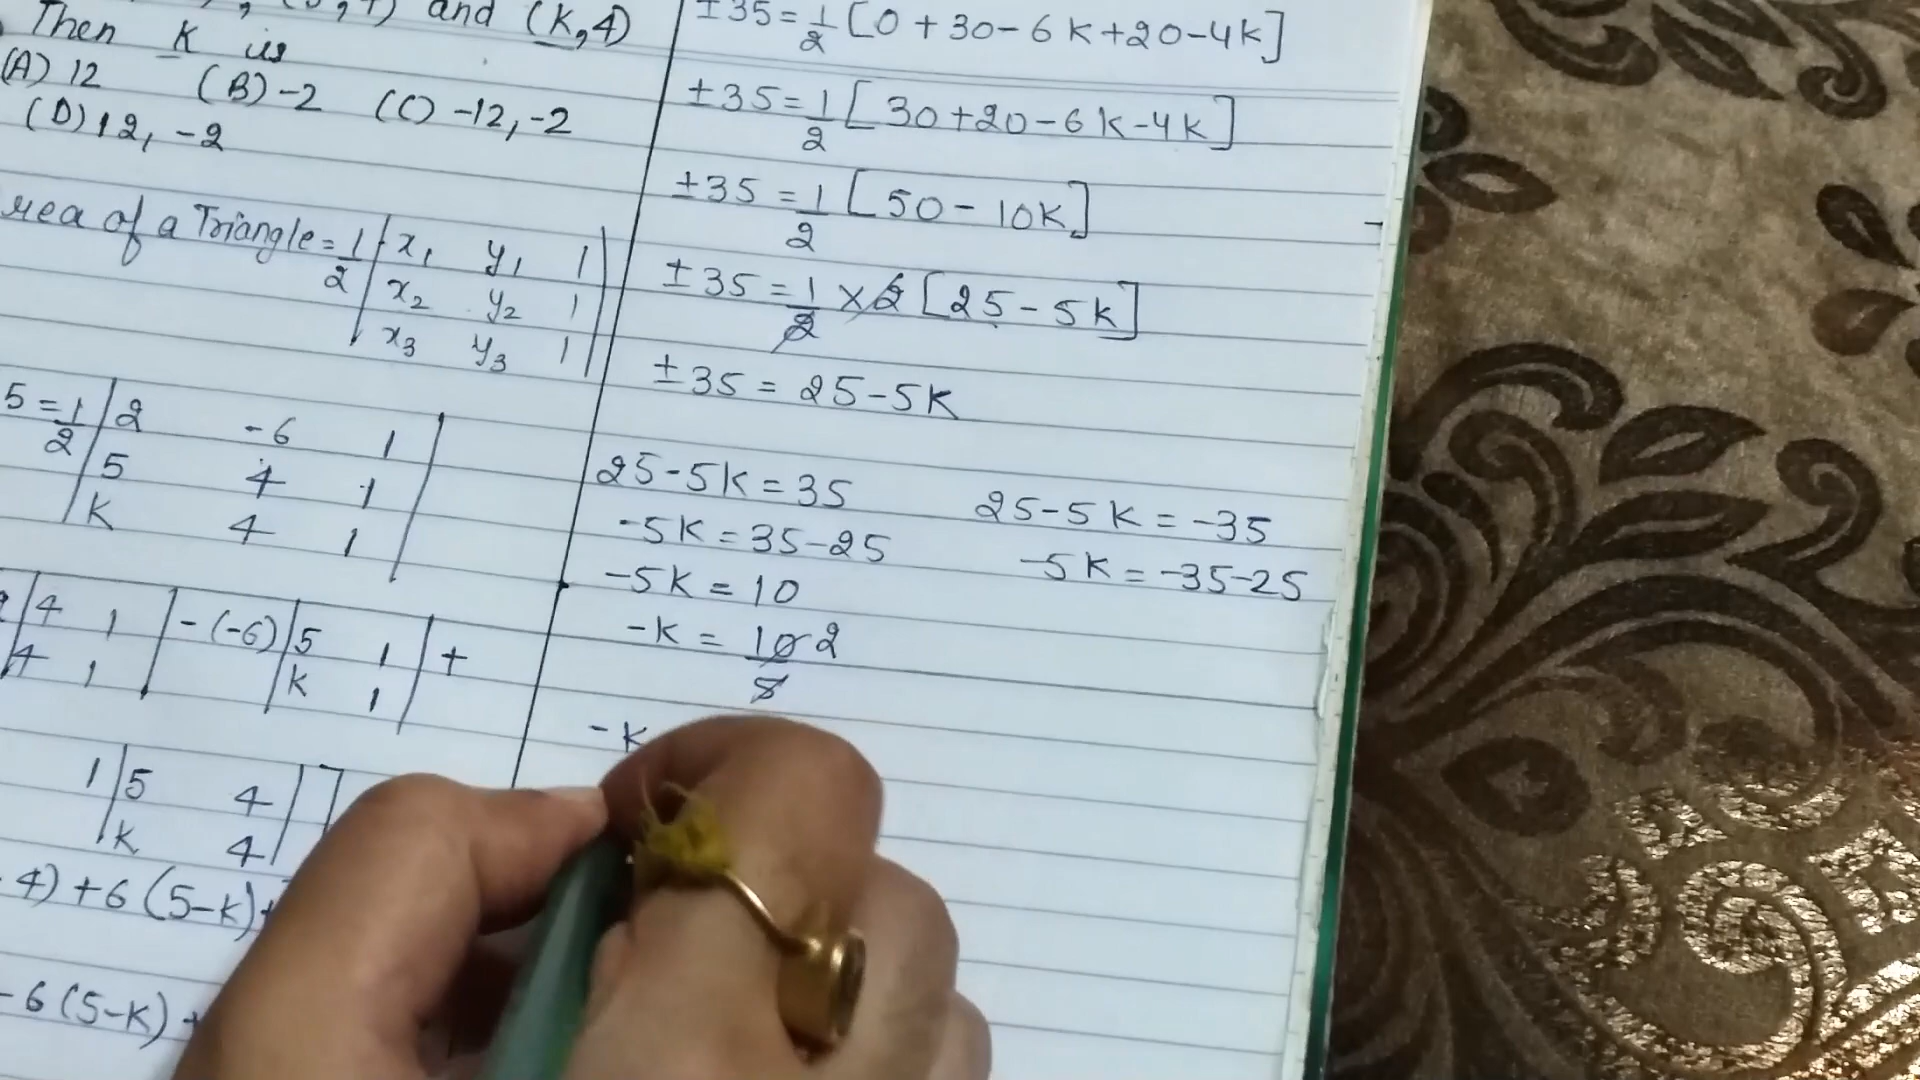 and (k,4)
Then k is
(A) 12 (B) -2 (C) -12, -2
(D) 12, -2
area of a Triangle = 1/2 | x₁ y₁ 1 |
| x₂ y₂ 1 |
| x₃ y₃ 1 |
5 = 1/2 | 2 -6 1 |
| 5 4 1 |
| k 4 1 |
| 4 1 | - (-6) | 5 1 | +
| 4 1 | | k 1 |
1 | 5 4 | ]
| k 4 |
4) + 6 (5-k) +
- 6 (5-k) +
±35 = 1/2 [0 + 30 - 6k + 20 - 4k]
±35 = 1/2 [30 + 20 - 6k - 4k]
±35 = 1/2 [50 - 10k]
±35 = 1/2 × 2 [25 - 5k]
±35 = 25 - 5k
25 - 5k = 35
-5k = 35 - 25
-5k = 10
-k = 10/5 2
-k
25 - 5k = -35
-5k = -35 - 25